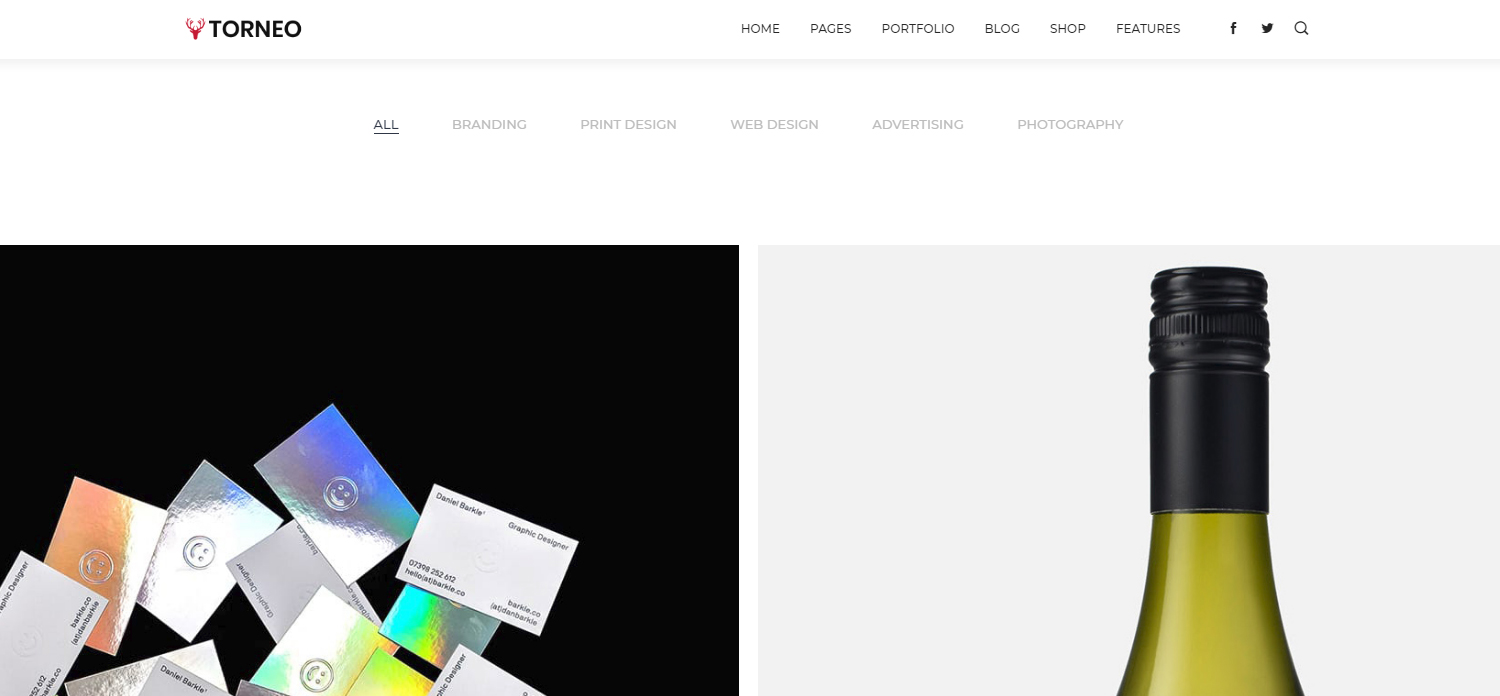 TORNEO
HOME PAGES PORTFOLIO BLOG SHOP FEATURES
ALL BRANDING PRINT DESIGN WEB DESIGN ADVERTISING PHOTOGRAPHY
Daniel Barkle'
Graphic Designer
07398 252 612
hello(at)barkle.co
barkle.co
(at)danbarkle
barkle.co
Graphic Designer
barkle.co
(at)danbarkle
Daniel Barkle'
Graphic Designer